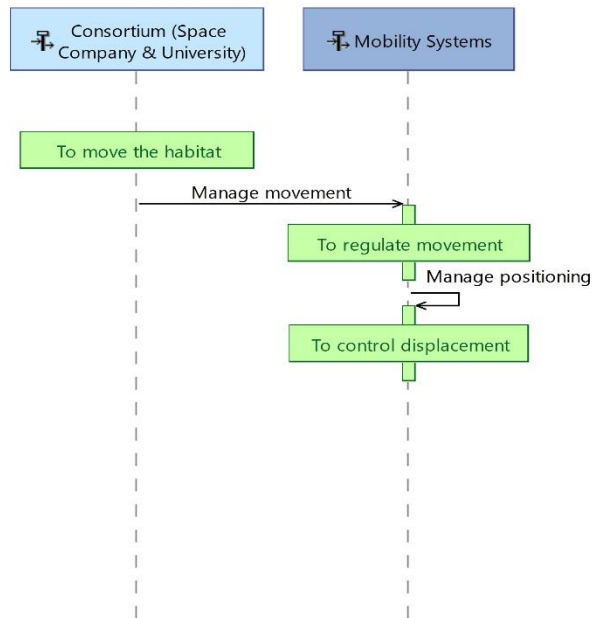 Consortium (Space
Company & University)
Mobility Systems
To move the habitat
Manage movement
To regulate movement
Manage positioning
To control displacement